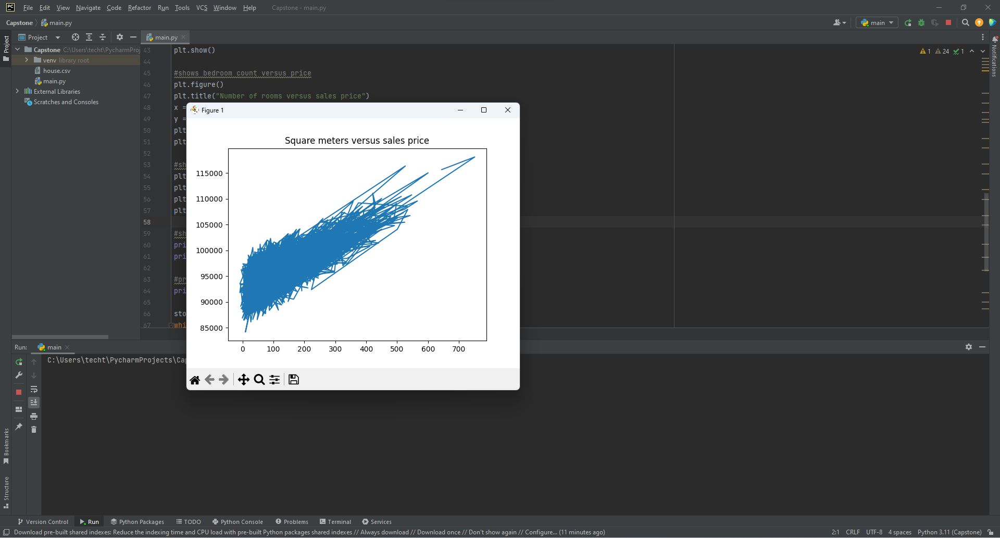 PC File Edit View Navigate Code Refactor Run Tools VCS Window Help Capstone - main.py
Capstone main.py main
Project main.py
Project
Capstone C:\Users\techt\PycharmProj
venv library root
house.csv
main.py
External Libraries
Scratches and Consoles
43 plt.show()
1 24 1
44
45 #shows bedroom count versus price
46 plt.figure()
47 plt.title("Number of rooms versus sales price")
48 x =
49 y =
50 plt
51 plt
52
53 #sh
54 plt
55 plt
56 plt
57 plt
58
59 #sh
60 pri
61 pri
62
63 #pr
64 pri
65
66 sto
67 whi
Notifications
Figure 1
Square meters versus sales price
115000
110000
105000
100000
95000
90000
85000
0 100 200 300 400 500 600 700
Run: main
C:\Users\techt\PycharmProjects\Cap
Bookmarks
Structure
Version Control Run Python Packages TODO Python Console Problems Terminal Services
Download pre-built shared indexes: Reduce the indexing time and CPU load with pre-built Python packages shared indexes // Always download // Download once // Don't show again // Configure... (11 minutes ago) 2:1 CRLF UTF-8 4 spaces Python 3.11 (Capstone)